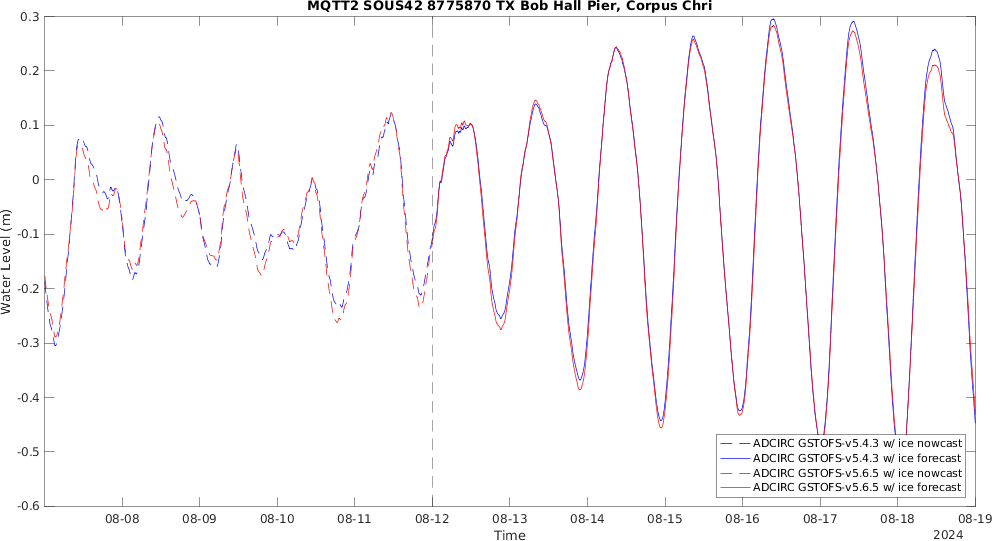 MQTT2 SOUS42 8775870 TX Bob Hall Pier, Corpus Chri
0.3
0.2
0.1
0
-0.1
-0.2
-0.3
-0.4
-0.5
-0.6
Water Level (m)
ADCIRC GSTOFS-v5.4.3 w/ ice nowcast
ADCIRC GSTOFS-v5.4.3 w/ ice forecast
ADCIRC GSTOFS-v5.6.5 w/ ice nowcast
ADCIRC GSTOFS-v5.6.5 w/ ice forecast
08-08 08-09 08-10 08-11 08-12 08-13 08-14 08-15 08-16 08-17 08-18 08-19
Time
2024